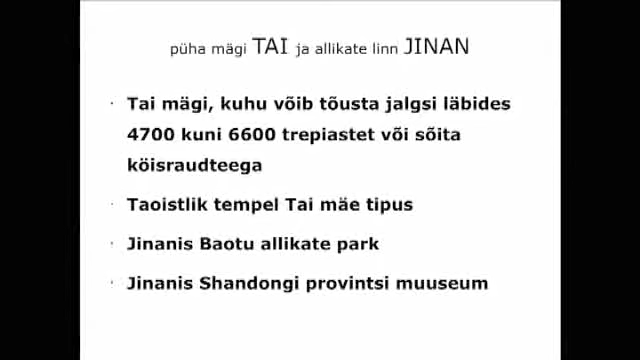 püha mägi TAI ja allikate linn JINAN
· Tai mägi, kuhu võib tõusta jalgsi läbides
4700 kuni 6600 trepiastet või sõita
köisraudteega
· Taoistlik tempel Tai mäe tipus
· Jinanis Baotu allikate park
· Jinanis Shandongi provintsi muuseum